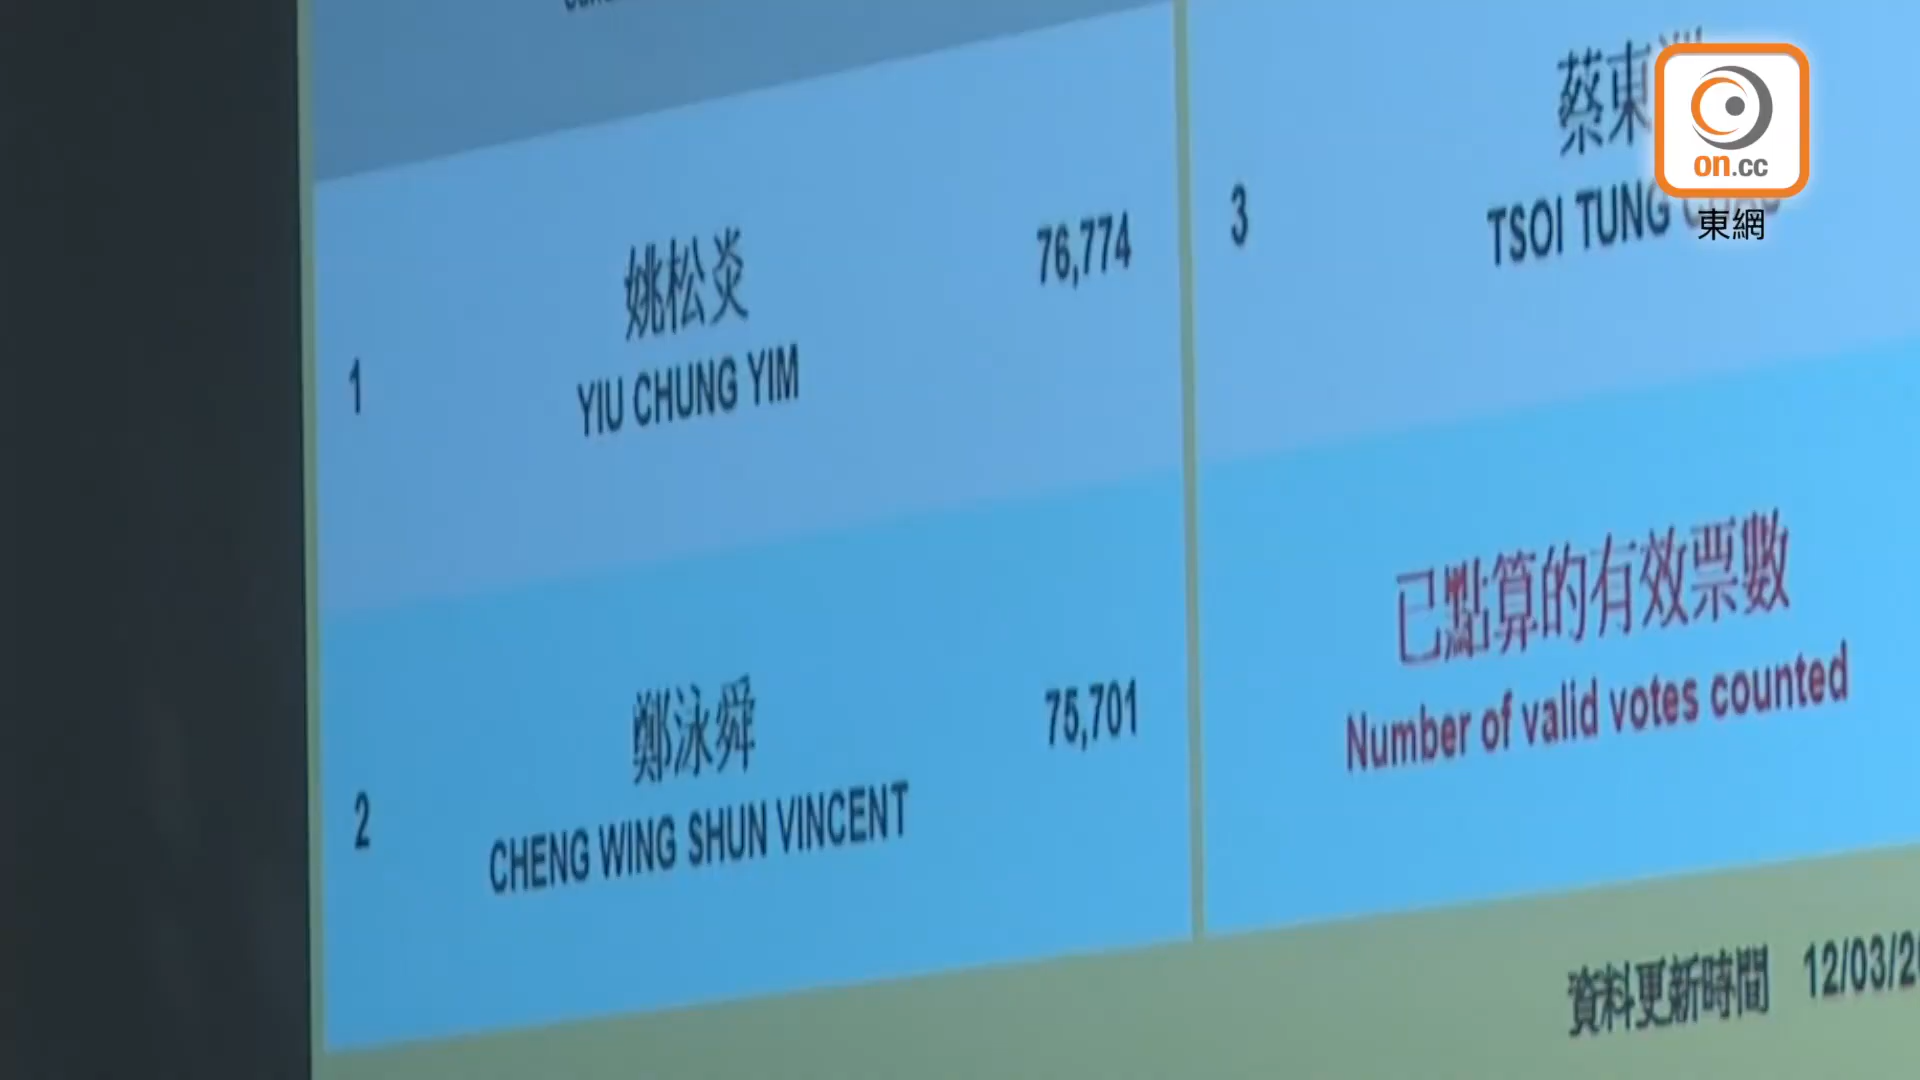 1
姚松炎
YIU CHUNG YIM
76,774
2
鄭泳舜
CHENG WING SHUN VINCENT
75,701
3
蔡東
TSOI TUNG
已點算的有效票數
Number of valid votes counted
資料更新時間 12/03/2
on.cc
東網